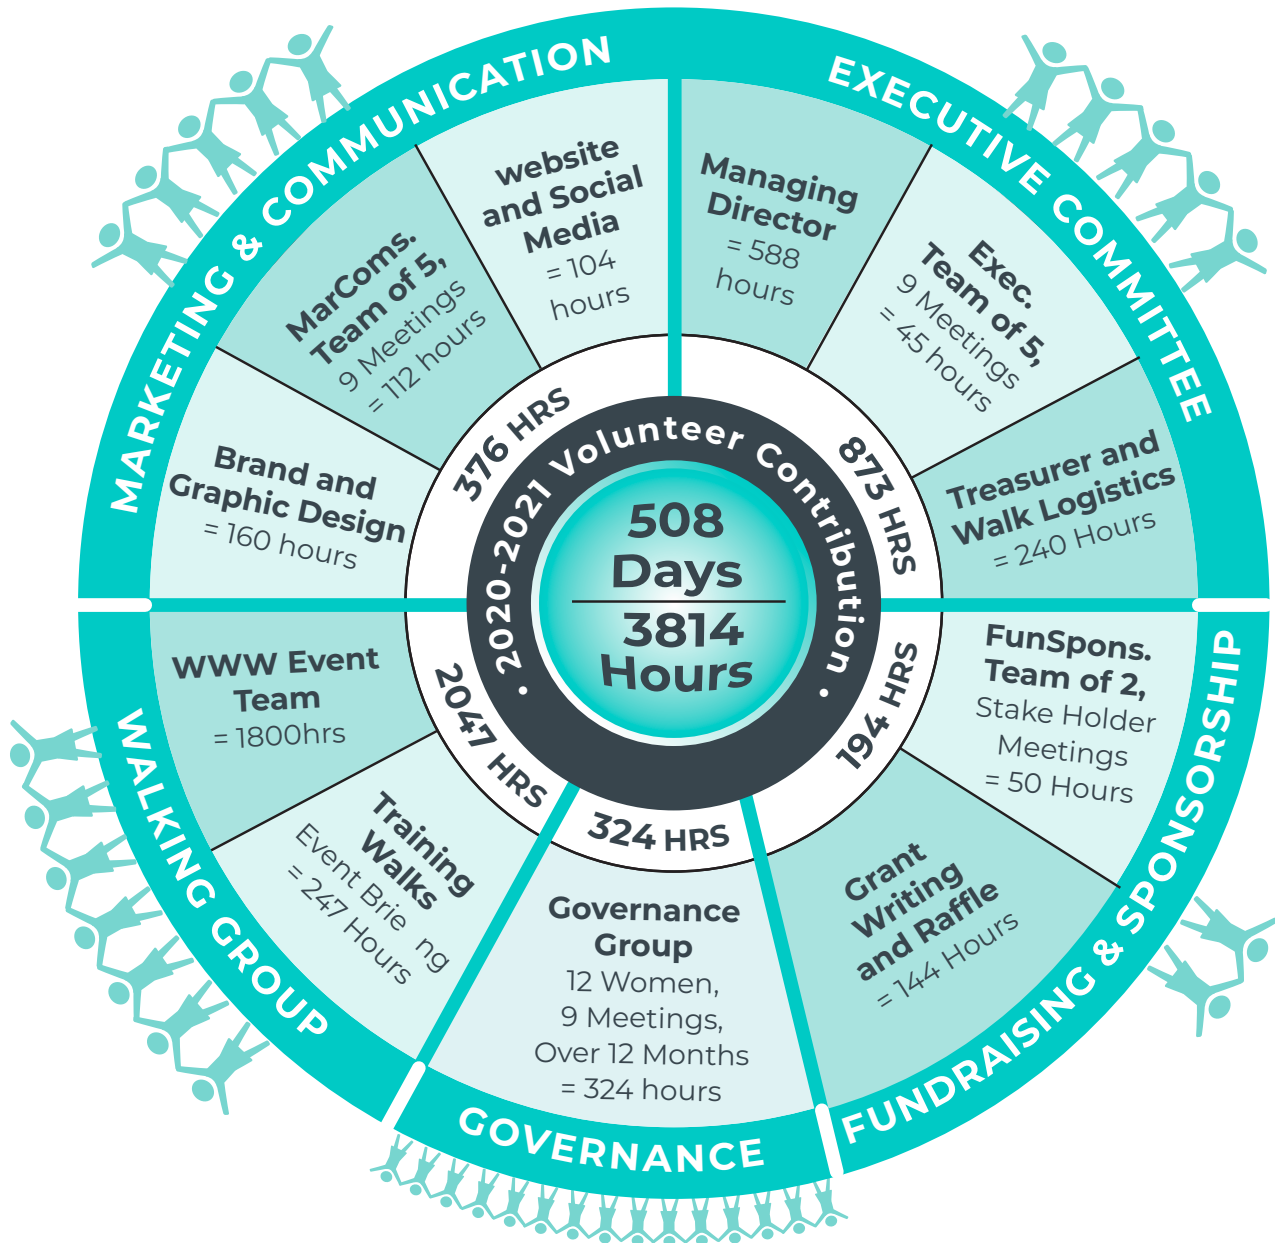 2020-2021 Volunteer Contribution
508
Days
3814
Hours
EXECUTIVE COMMITTEE
873 HRS
Managing
Director
= 588
hours
Exec.
Team of 5,
9 Meetings
= 45 hours
Treasurer and
Walk Logistics
= 240 Hours
FUNDRAISING & SPONSORSHIP
194 HRS
FunSpons.
Team of 2,
Stake Holder
Meetings
= 50 Hours
Grant
Writing
and Raffle
= 144 Hours
GOVERNANCE
324 HRS
Governance
Group
12 Women,
9 Meetings,
Over 12 Months
= 324 hours
WALKING GROUP
2047 HRS
Training
Walks
Event Brie ng
= 247 Hours
WWW Event
Team
= 1800hrs
MARKETING & COMMUNICATION
376 HRS
Brand and
Graphic Design
= 160 hours
MarComs.
Team of 5,
9 Meetings
= 112 hours
website
and Social
Media
= 104
hours